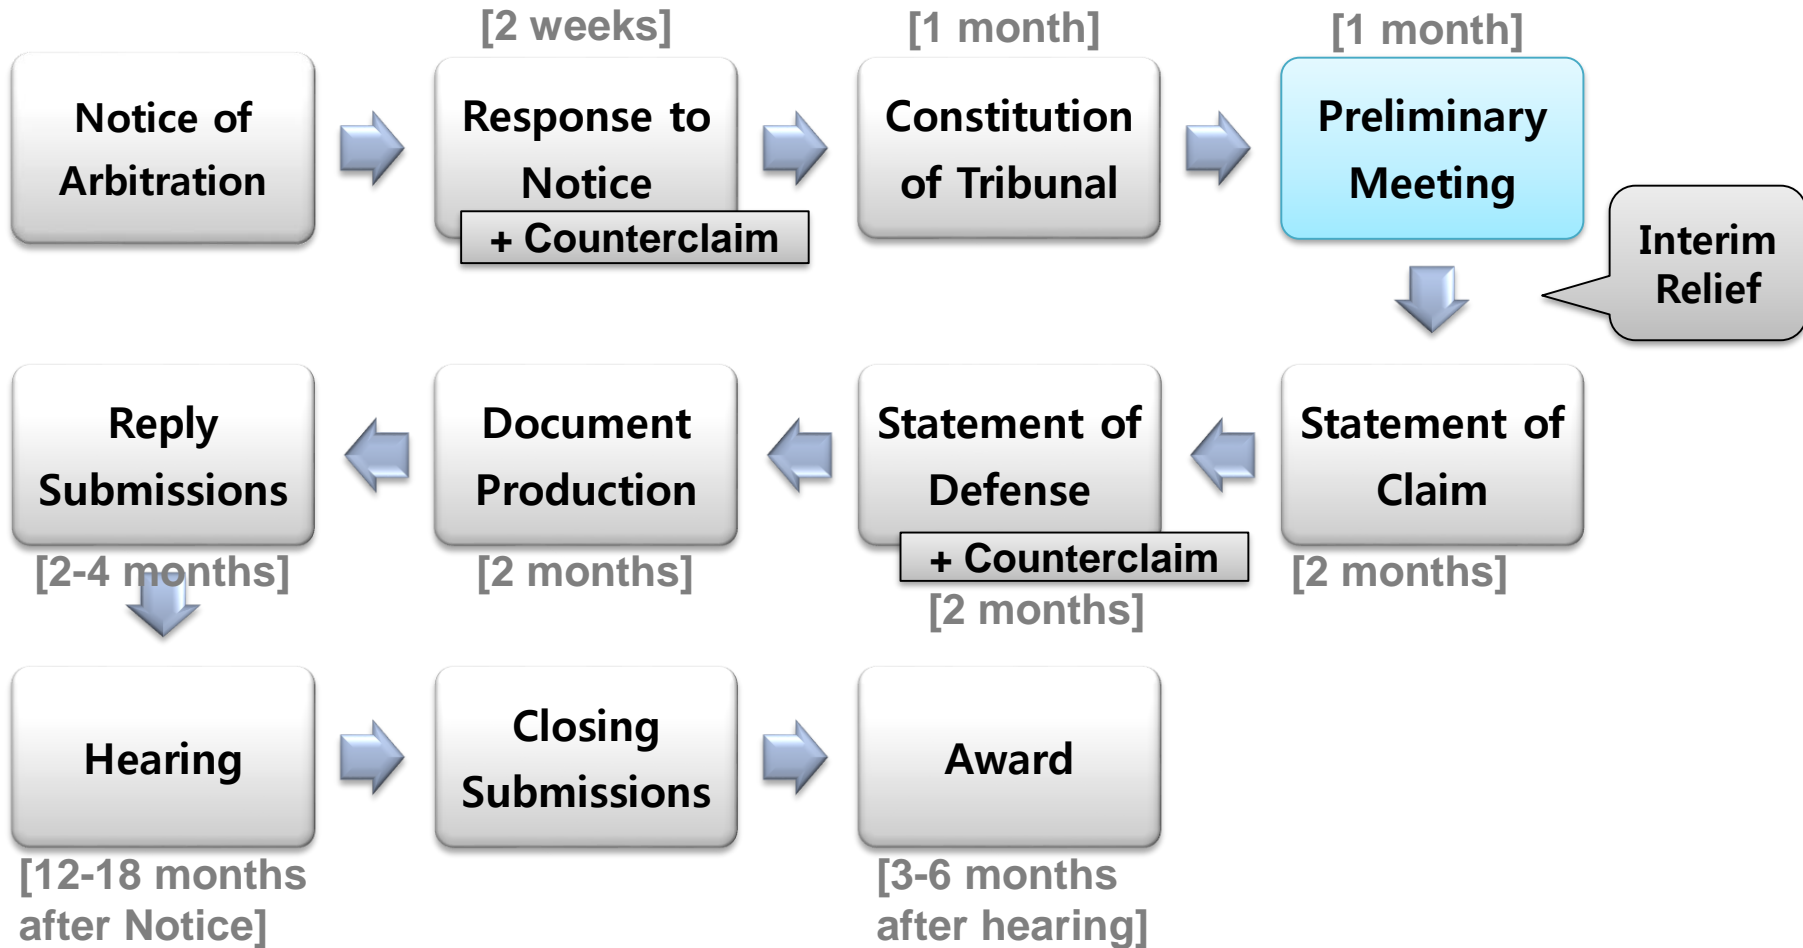 [2 weeks]
[1 month]
[1 month]
Notice of
Arbitration
Response to
Notice
+ Counterclaim
Constitution
of Tribunal
Preliminary
Meeting
Interim
Relief
Reply
Submissions
[2-4 months]
Document
Production
[2 months]
Statement of
Defense
+ Counterclaim
[2 months]
Statement of
Claim
[2 months]
Hearing
[12-18 months
after Notice]
Closing
Submissions
Award
[3-6 months
after hearing]